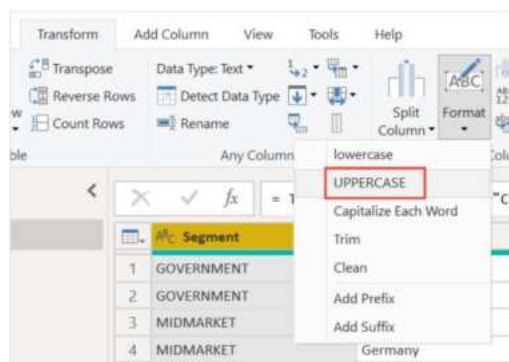 Transform Add Column View Tools Help
Transpose Data Type: Text
Reverse Rows Detect Data Type
Count Rows Rename
Split Column
ABC
Format
Any Column
lowercase
UPPERCASE
Capitalize Each Word
Trim
Clean
Add Prefix
Add Suffix
fx =
ABC Segment
1 GOVERNMENT
2 GOVERNMENT
3 MIDMARKET
4 MIDMARKET Germany